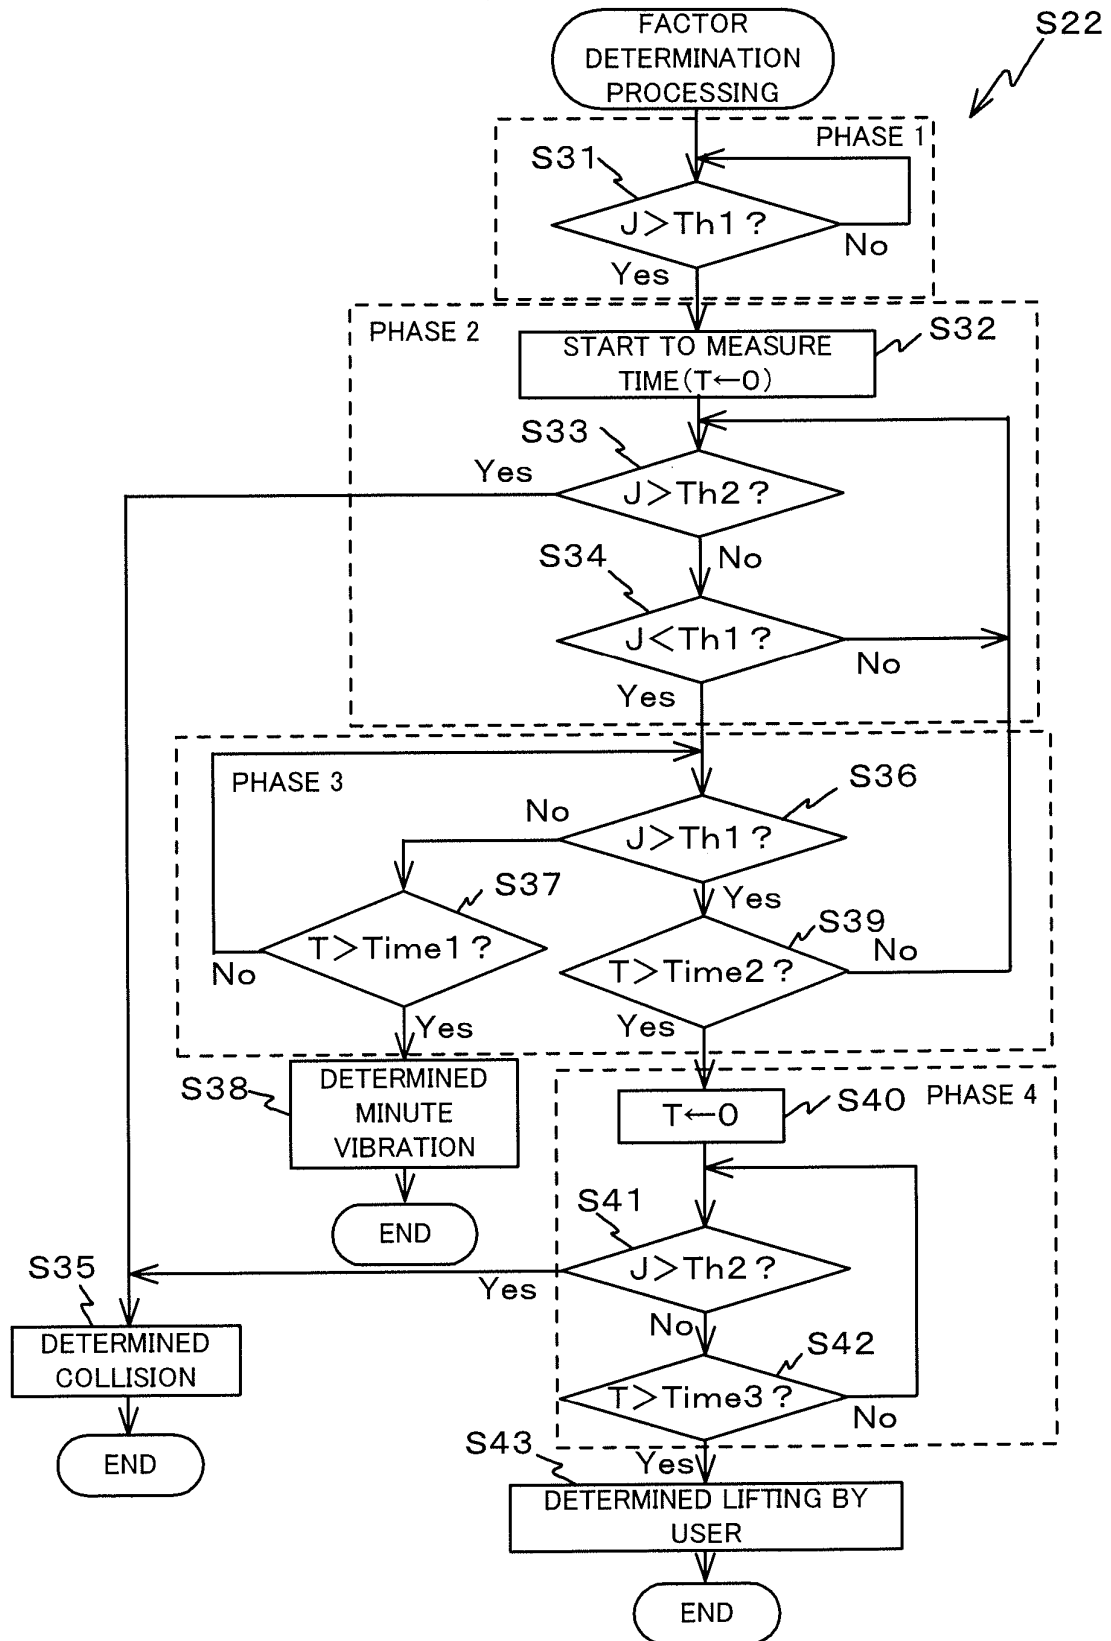 FACTOR
DETERMINATION
PROCESSING
S22
PHASE 1
S31
J>Th1?
No
Yes
PHASE 2
S32
START TO MEASURE
TIME(T←0)
S33
Yes
J>Th2?
No
S34
J<Th1?
No
Yes
PHASE 3
S36
No
J>Th1?
S37
Yes
S39
T>Time1?
No
T>Time2?
No
Yes
Yes
S38
DETERMINED
MINUTE
VIBRATION
END
S40
PHASE 4
T←0
S41
J>Th2?
Yes
No
S35
DETERMINED
COLLISION
END
S42
T>Time3?
No
S43
Yes
DETERMINED LIFTING BY
USER
END